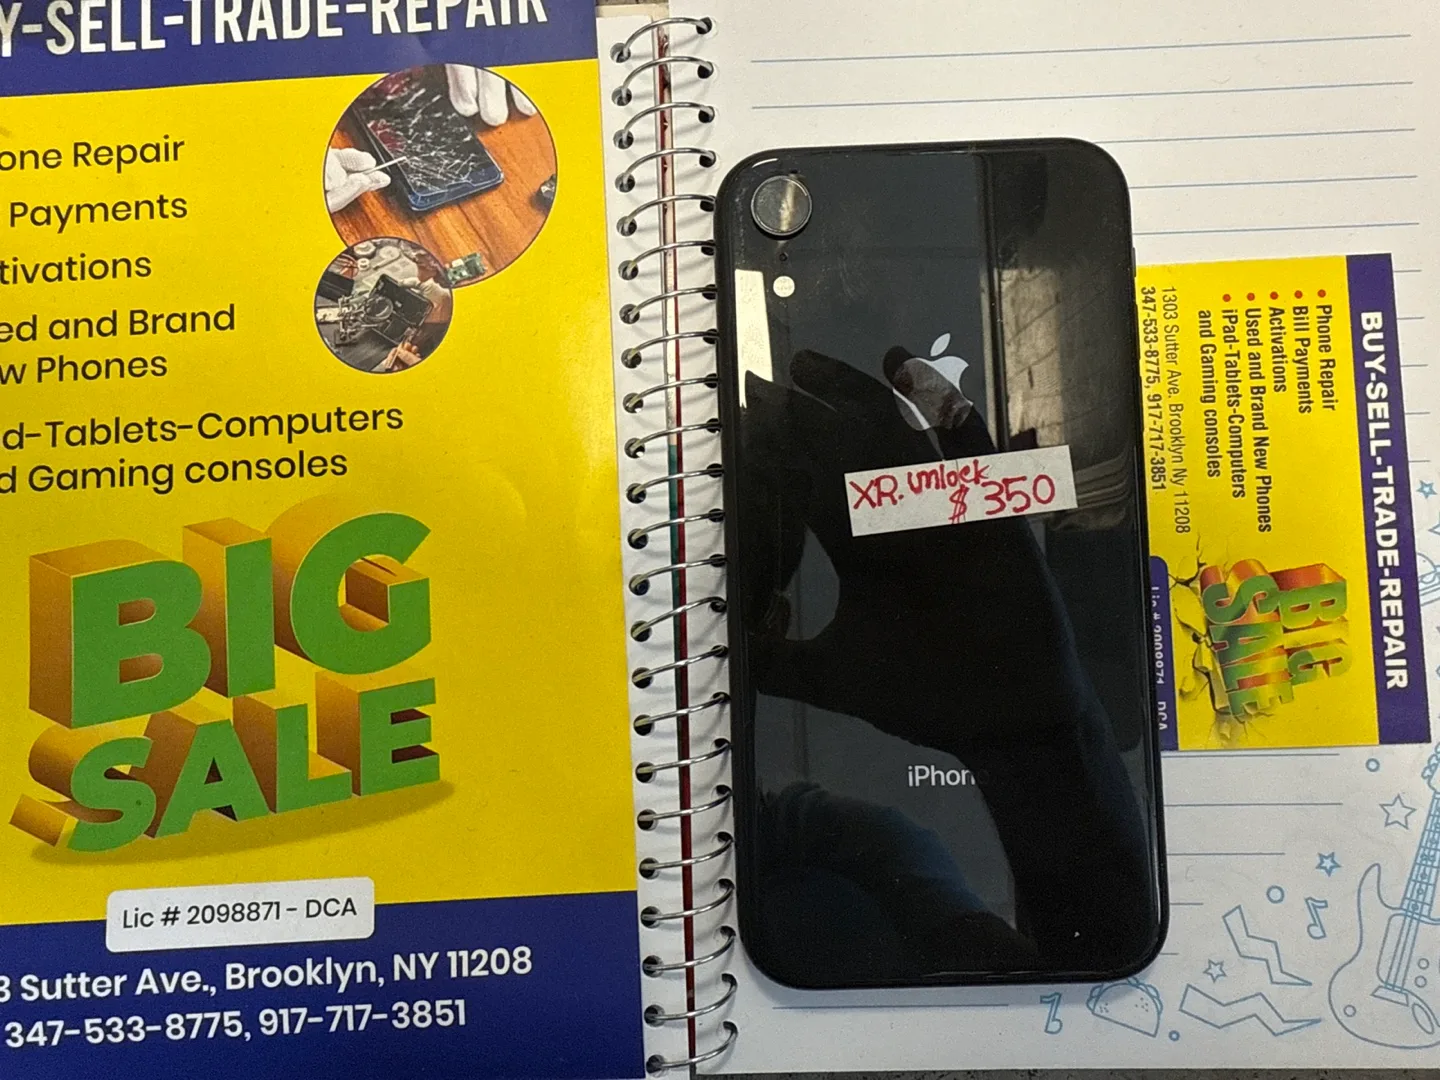 Y-SELL-TRADE-REPAIR
one Repair
Payments
tivations
ed and Brand
w Phones
d-Tablets-Computers
d Gaming consoles
BIG
SALE
Lic # 2098871 - DCA
3 Sutter Ave., Brooklyn, NY 11208
347-533-8775, 917-717-3851
XR. unlock
$350
iPhon
BUY-SELL-TRADE-REPAIR
• Phone Repair
• Bill Payments
• Activations
• Used and Brand New Phones
• iPad-Tablets-Computers
and Gaming consoles
1303 Sutter Ave. Brooklyn Ny 11208
347-533-8775, 917-717-3851
BIG
SALE
Lic # 2098871 - DCA